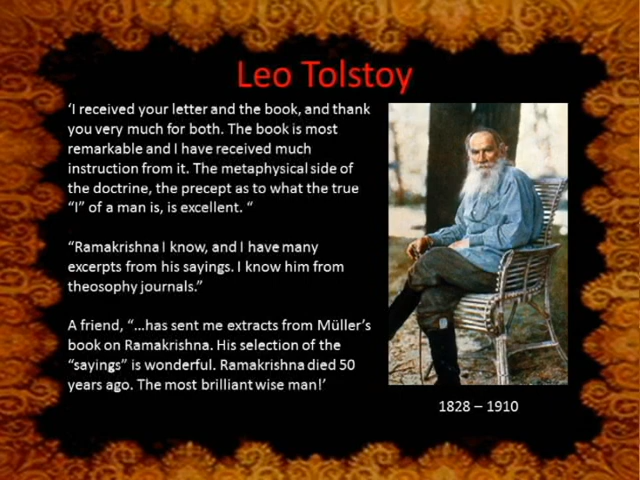 Leo Tolstoy
‘I received your letter and the book, and thank
you very much for both. The book is most
remarkable and I have received much
instruction from it. The metaphysical side of
the doctrine, the precept as to what the true
“I” of a man is, is excellent. “
“Ramakrishna I know, and I have many
excerpts from his sayings. I know him from
theosophy journals.”
A friend, “…has sent me extracts from Müller’s
book on Ramakrishna. His selection of the
“sayings” is wonderful. Ramakrishna died 50
years ago. The most brilliant wise man!’
1828 – 1910